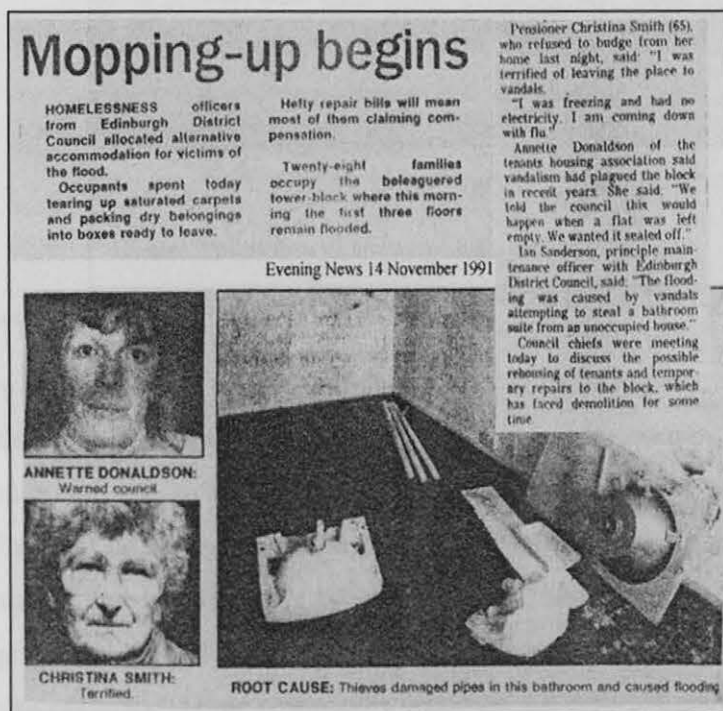 Mopping-up begins
HOMELESSNESS officers
from Edinburgh District
Council allocated alternative
accommodation for victims of
the flood.
Occupants spent today
tearing up saturated carpets
and packing dry belongings
into boxes ready to leave.
Hefty repair bills will mean
most of them claiming com-
pensation.
Twenty-eight families
occupy the beleaguered
tower-block where this morn-
ing the first three floors
remain flooded.
Pensioner Christina Smith (65),
who refused to budge from her
home last night, said: "I was
terrified of leaving the place to
vandals.
"I was freezing and had no
electricity. I am coming down
with flu."
Annette Donaldson of the
tenants housing association said
vandalism had plagued the block
in recent years. She said: "We
told the council this would
happen when a flat was left
empty. We wanted it sealed off."
Ian Sanderson, principle main-
tenance officer with Edinburgh
District Council, said: "The flood-
ing was caused by vandals
attempting to steal a bathroom
suite from an unoccupied house."
Council chiefs were meeting
today to discuss the possible
rehousing of tenants and tempor-
ary repairs to the block, which
has faced demolition for some
time
Evening News 14 November 1991
ANNETTE DONALDSON:
Warned council
CHRISTINA SMITH:
Terrified.
ROOT CAUSE: Thieves damaged pipes in this bathroom and caused flooding